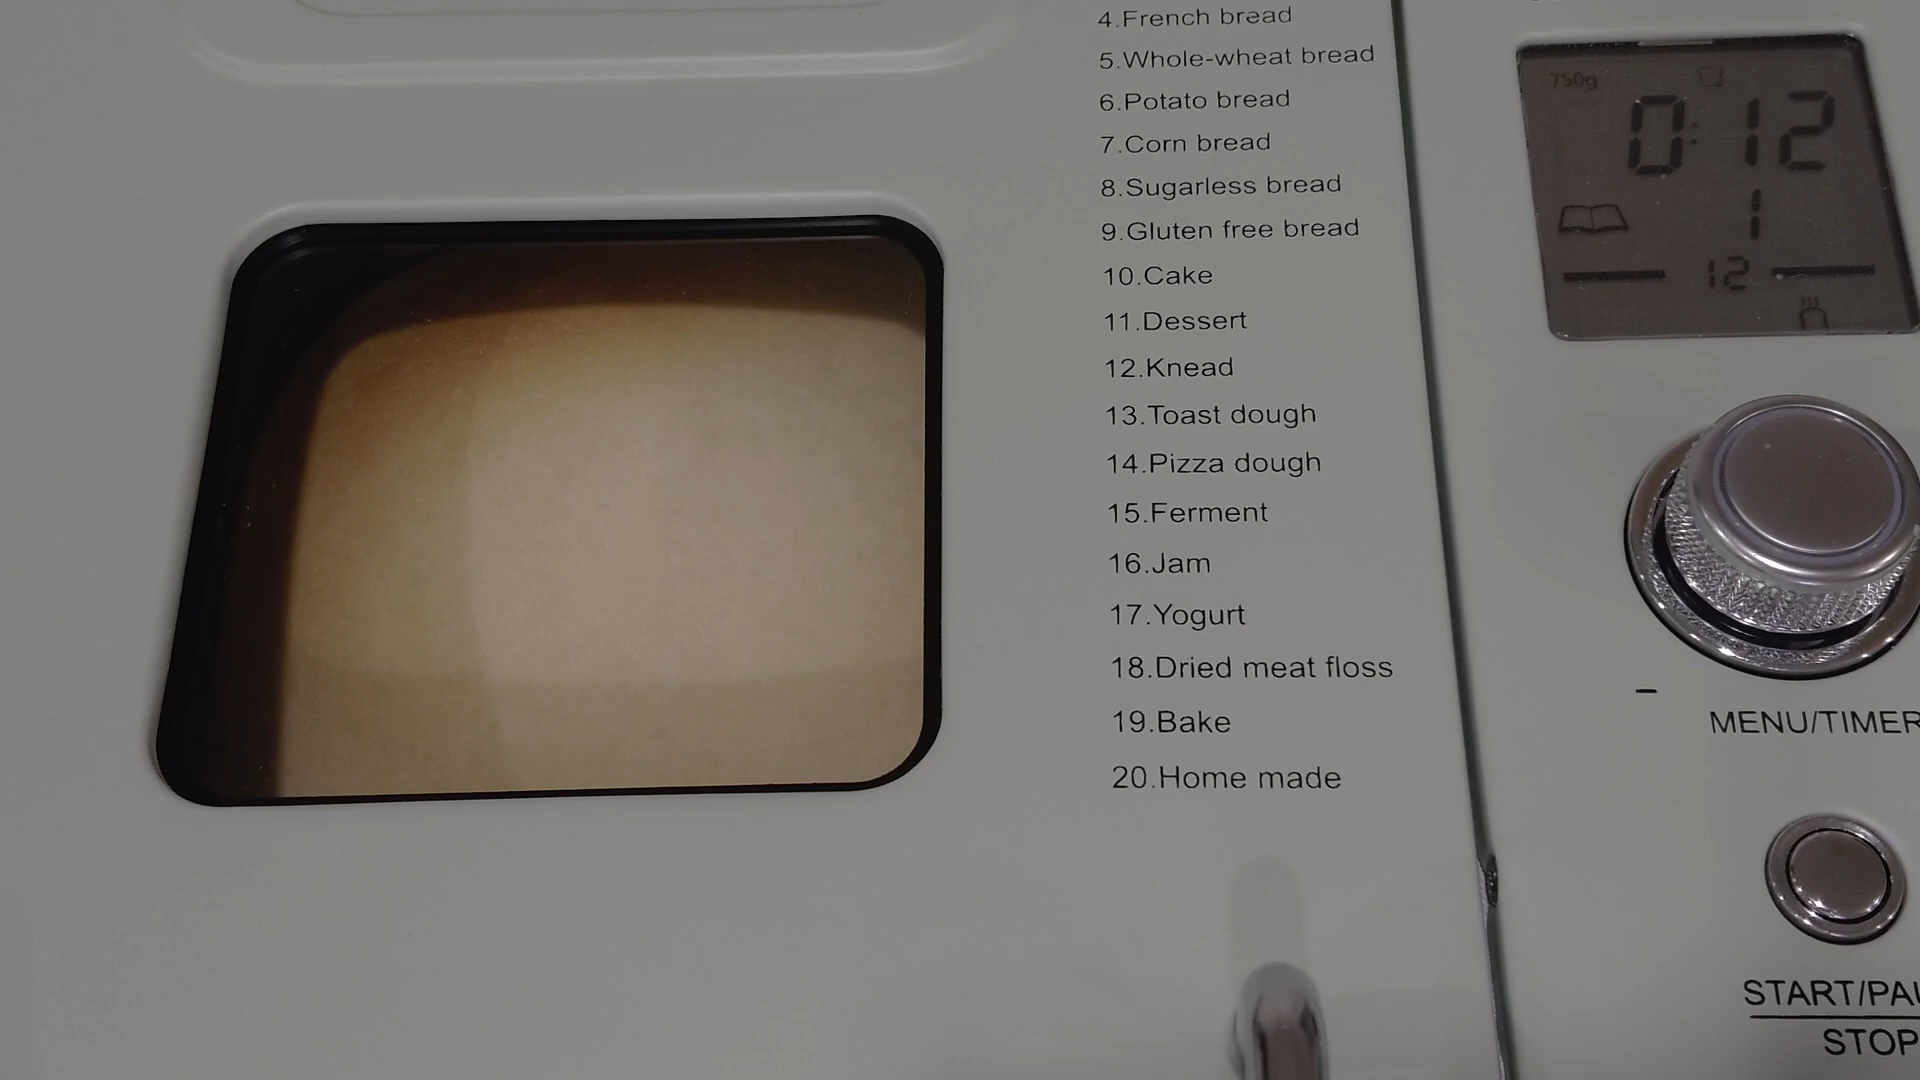 4.French bread
5.Whole-wheat bread
6.Potato bread
7.Corn bread
8.Sugarless bread
9.Gluten free bread
10.Cake
11.Dessert
12.Knead
13.Toast dough
14.Pizza dough
15.Ferment
16.Jam
17.Yogurt
18.Dried meat floss
19.Bake
20.Home made
750g
0:12
1
12
MENU/TIMER
START/PAU
STOP